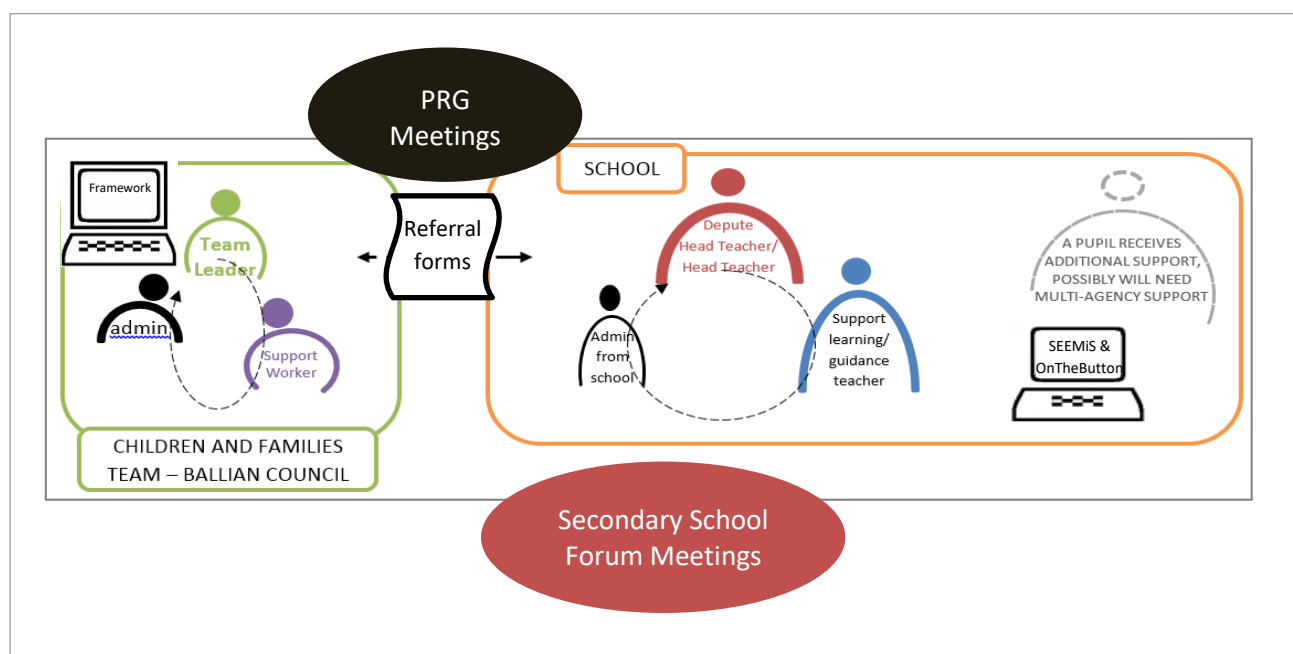 PRG
Meetings
SCHOOL
Framework
Team
Leader
admin
Support
Worker
CHILDREN AND FAMILIES
TEAM – BALLIAN COUNCIL
Referral
forms
Depute
Head Teacher/
Head Teacher
Admin
from
school
Support
learning/
guidance
teacher
A PUPIL RECEIVES
ADDITIONAL SUPPORT,
POSSIBLY WILL NEED
MULTI-AGENCY SUPPORT
SEEMiS &
OnTheButton
Secondary School
Forum Meetings